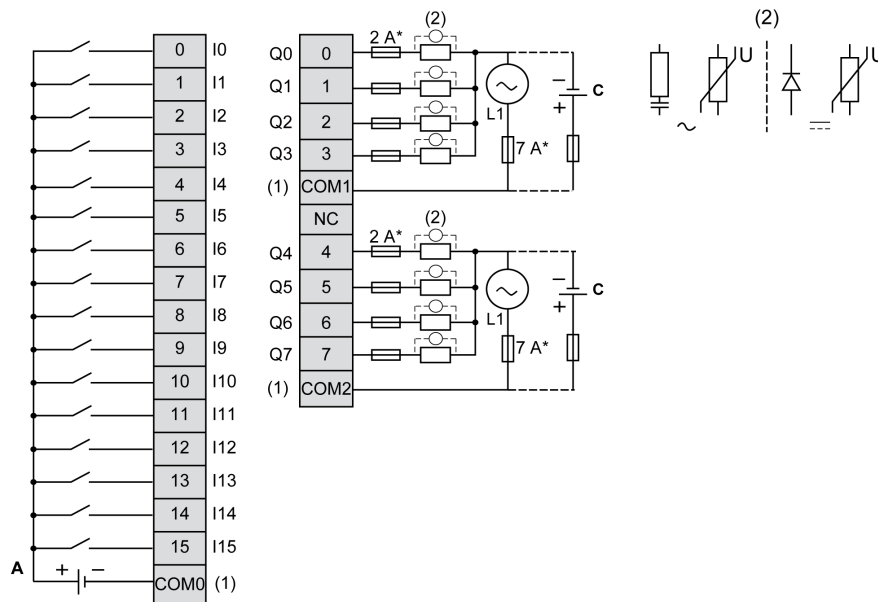 0 I0
1 I1
2 I2
3 I3
4 I4
5 I5
6 I6
7 I7
8 I8
9 I9
10 I10
11 I11
12 I12
13 I13
14 I14
15 I15
A + − COM0 (1)
2 A* (2)
Q0 0
Q1 1
Q2 2
Q3 3
(1) COM1
L1
7 A*
− + C
NC
2 A* (2)
Q4 4
Q5 5
Q6 6
Q7 7
(1) COM2
L1
7 A*
− + C
(2)
U U